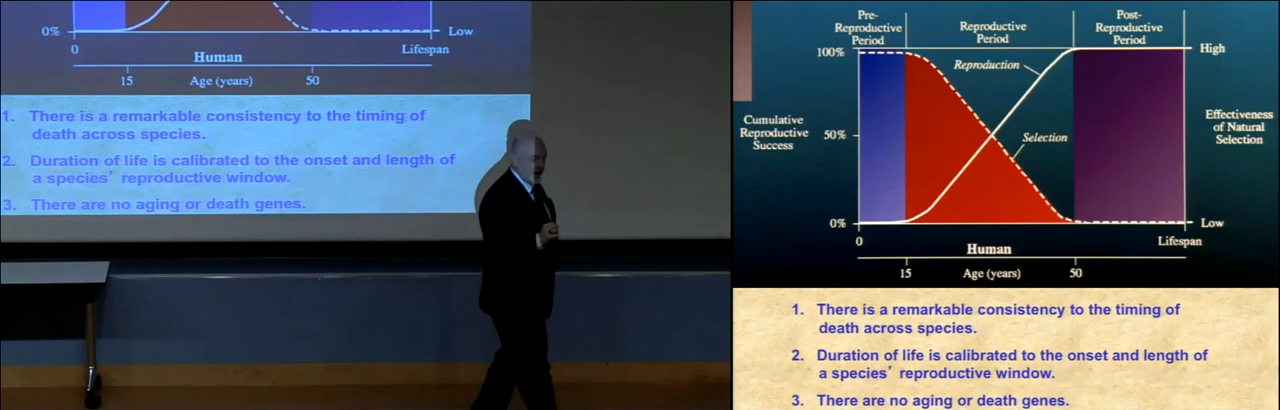 0%
Low
0
Lifespan
Human
15
Age (years)
50
1. There is a remarkable consistency to the timing of
death across species.
2. Duration of life is calibrated to the onset and length of
a species’ reproductive window.
3. There are no aging or death genes.
Pre-
Reproductive
Period
Reproductive
Period
Post-
Reproductive
Period
100%
High
Reproduction
Cumulative
Reproductive
Success
50%
Selection
Effectiveness
of Natural
Selection
0%
Low
0
Lifespan
Human
15
Age (years)
50
1. There is a remarkable consistency to the timing of
death across species.
2. Duration of life is calibrated to the onset and length of
a species’ reproductive window.
3. There are no aging or death genes.